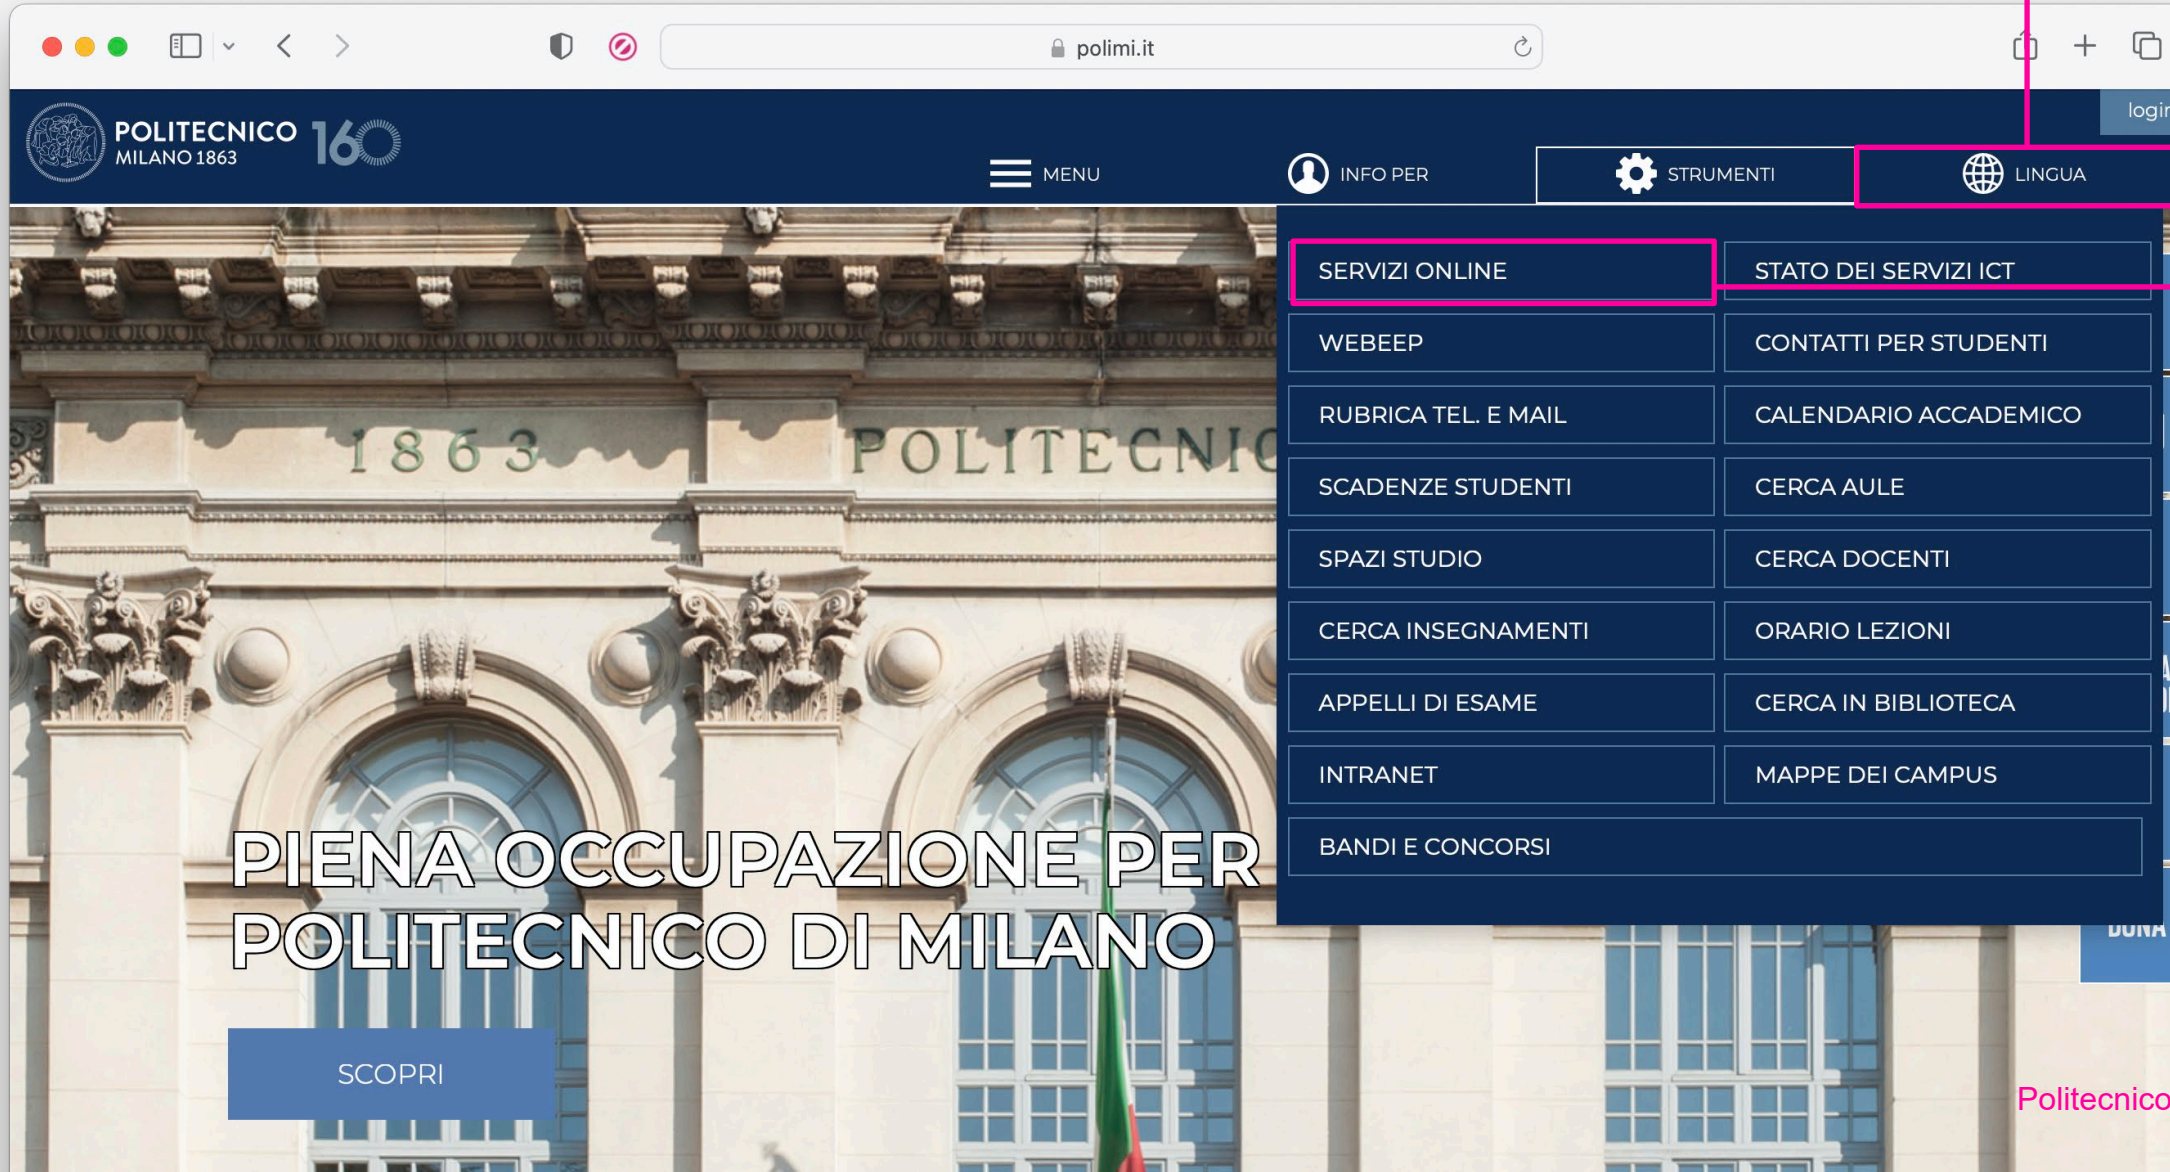 polimi.it
login
POLITECNICO 160
MILANO 1863
MENU
INFO PER
STRUMENTI
LINGUA
SERVIZI ONLINE
STATO DEI SERVIZI ICT
WEBEEP
CONTATTI PER STUDENTI
RUBRICA TEL. E MAIL
CALENDARIO ACCADEMICO
SCADENZE STUDENTI
CERCA AULE
SPAZI STUDIO
CERCA DOCENTI
CERCA INSEGNAMENTI
ORARIO LEZIONI
APPELLI DI ESAME
CERCA IN BIBLIOTECA
INTRANET
MAPPE DEI CAMPUS
BANDI E CONCORSI
1863 POLITECNIC
PIENA OCCUPAZIONE PER
POLITECNICO DI MILANO
DONA
SCOPRI
Politecnico